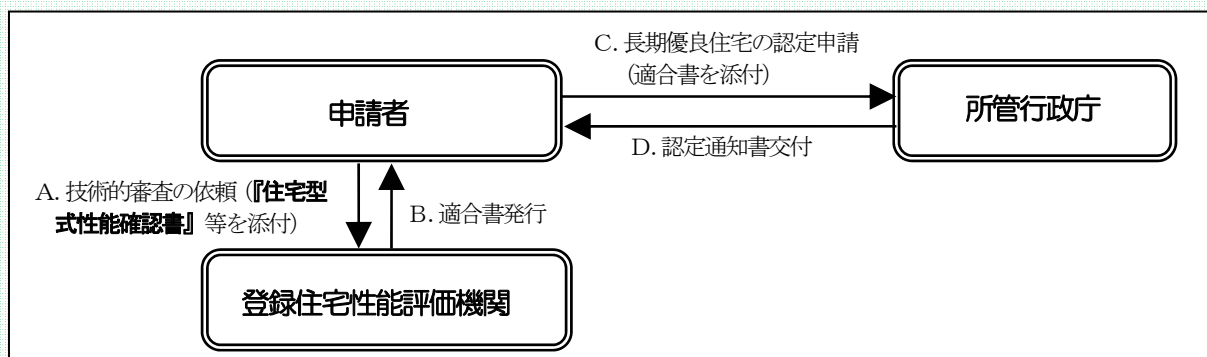 C. 長期優良住宅の認定申請
(適合書を添付)
申請者
所管行政庁
D. 認定通知書交付
A. 技術的審査の依頼(『住宅型
式性能確認書』等を添付)
B. 適合書発行
登録住宅性能評価機関